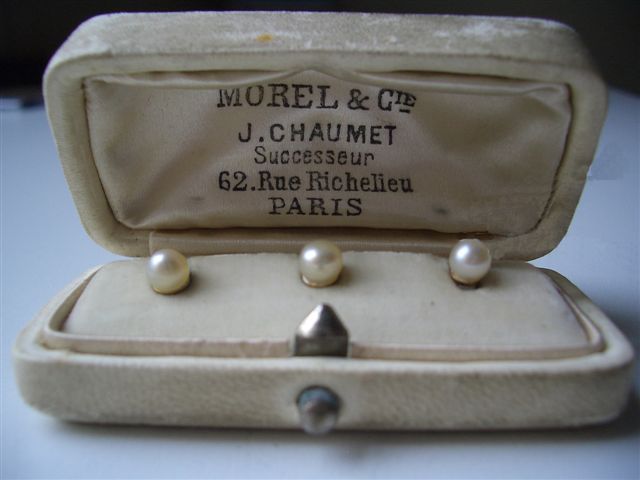 MOREL & CIE
J. CHAUMET
Successeur
62. Rue Richelieu
PARIS